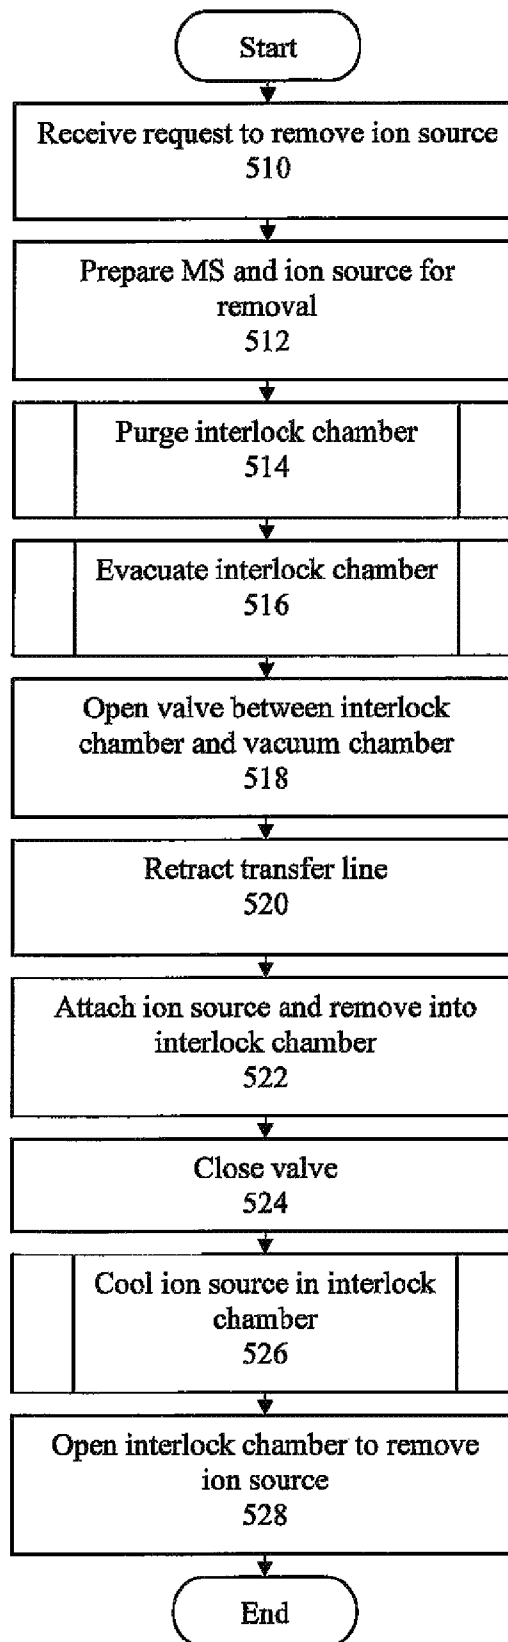 Start
Receive request to remove ion source
510
Prepare MS and ion source for
removal
512
Purge interlock chamber
514
Evacuate interlock chamber
516
Open valve between interlock
chamber and vacuum chamber
518
Retract transfer line
520
Attach ion source and remove into
interlock chamber
522
Close valve
524
Cool ion source in interlock
chamber
526
Open interlock chamber to remove
ion source
528
End